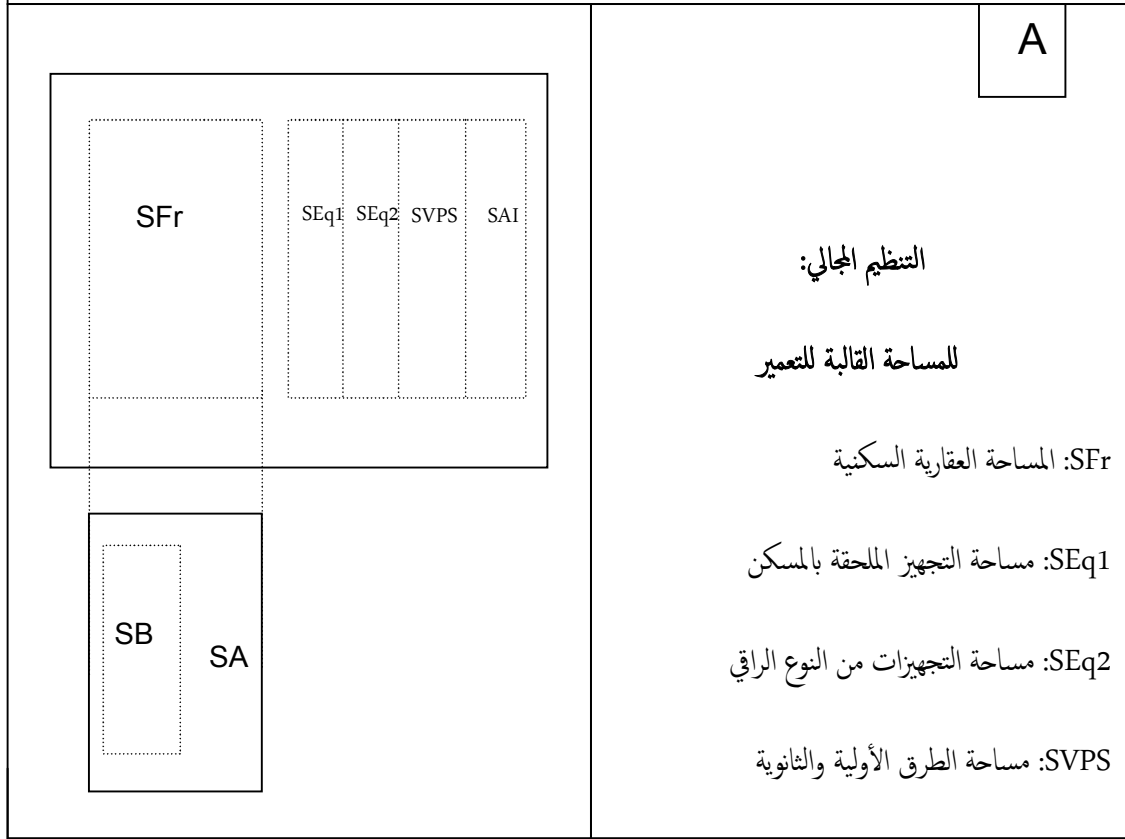 A
التنظيم المجالي:
للمساحة القالبة للتعمير
SFr: المساحة العقارية السكنية
SEq1: مساحة التجهيز الملحقة بالمسكن
SEq2: مساحة التجهيزات من النوع الراقي
SVPS: مساحة الطرق الأولية والثانوية
SFr
SEq1 SEq2 SVPS SAI
SB
SA